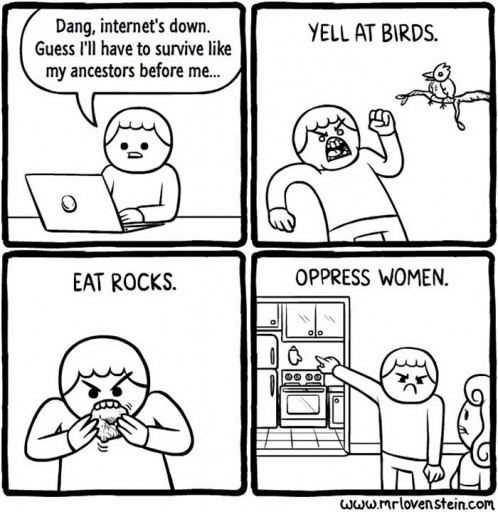 Dang, internet's down.
Guess I'll have to survive like
my ancestors before me...
YELL AT BIRDS.
EAT ROCKS.
OPPRESS WOMEN.
www.mrlovenstein.com